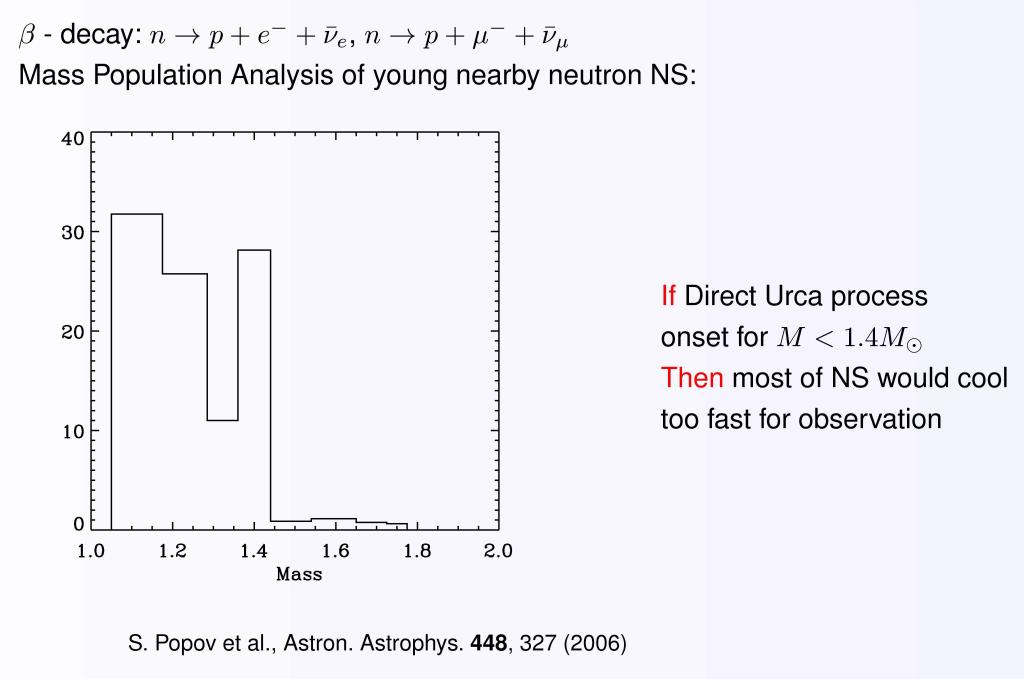 β - decay: n → p + e⁻ + ν̄ₑ, n → p + μ⁻ + ν̄_μ
Mass Population Analysis of young nearby neutron NS:
40
30
20
10
0
1.0 1.2 1.4 1.6 1.8 2.0
Mass
If Direct Urca process
onset for M < 1.4M⊙
Then most of NS would cool
too fast for observation
S. Popov et al., Astron. Astrophys. 448, 327 (2006)